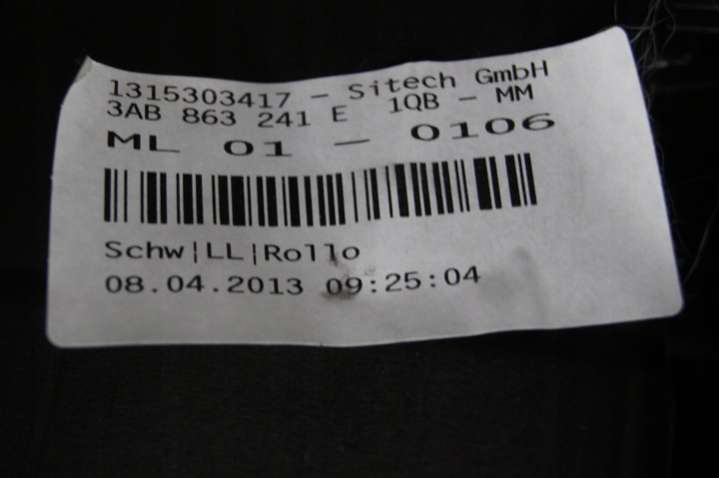 1315303417 - Sitech GmbH
3AB 863 241 E 1QB - MM
ML 01 - 0106
Schw|LL|Rollo
08.04.2013 09:25:04